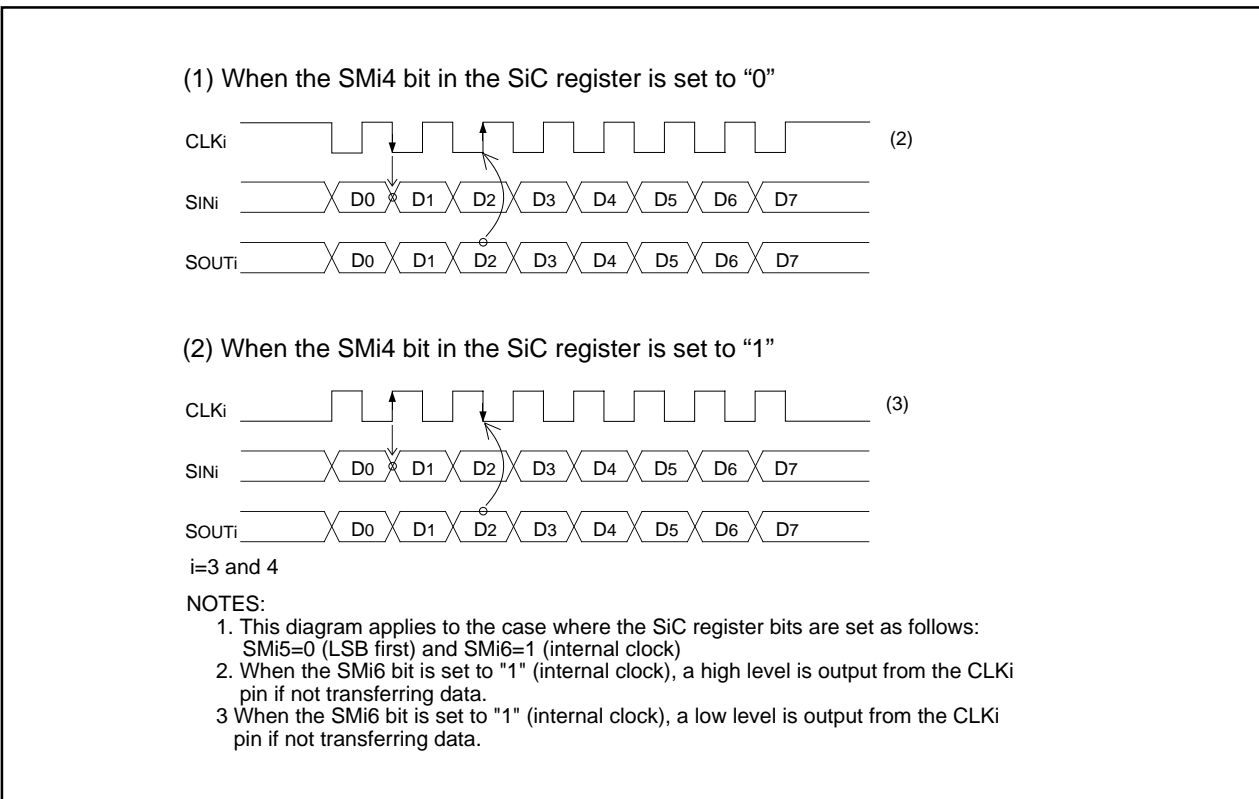 (1) When the SMi4 bit in the SiC register is set to “0”
CLKi
(2)
SINi D0 D1 D2 D3 D4 D5 D6 D7
SOUTi D0 D1 D2 D3 D4 D5 D6 D7
(2) When the SMi4 bit in the SiC register is set to “1”
CLKi
(3)
SINi D0 D1 D2 D3 D4 D5 D6 D7
SOUTi D0 D1 D2 D3 D4 D5 D6 D7
i=3 and 4
NOTES:
1. This diagram applies to the case where the SiC register bits are set as follows:
SMi5=0 (LSB first) and SMi6=1 (internal clock)
2. When the SMi6 bit is set to "1" (internal clock), a high level is output from the CLKi
pin if not transferring data.
3 When the SMi6 bit is set to "1" (internal clock), a low level is output from the CLKi
pin if not transferring data.